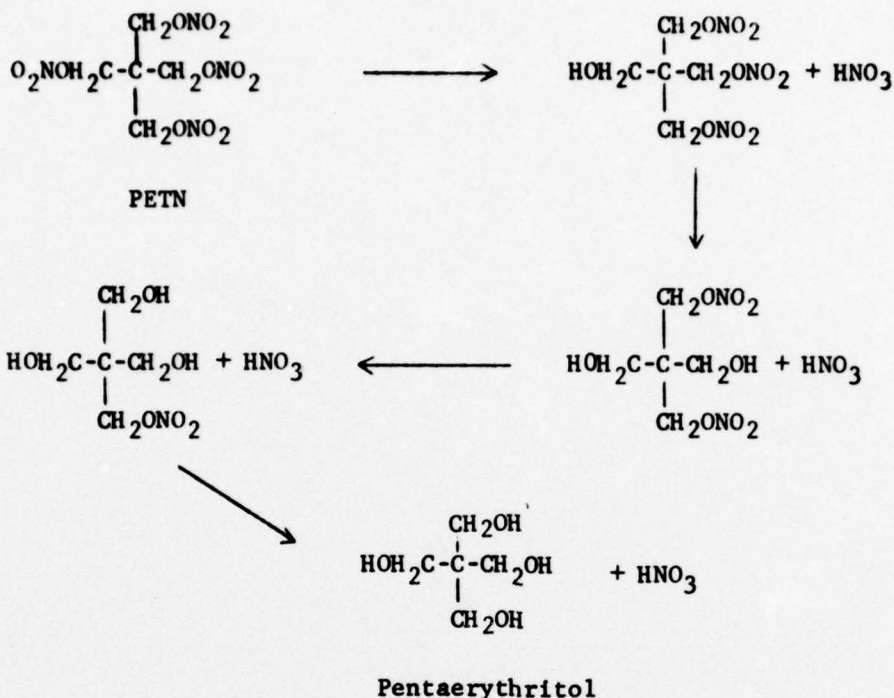 CH2ONO2
O2NOH2C-C-CH2ONO2
CH2ONO2
PETN
CH2ONO2
HOH2C-C-CH2ONO2 + HNO3
CH2ONO2
CH2OH
HOH2C-C-CH2OH + HNO3
CH2ONO2
CH2ONO2
HOH2C-C-CH2OH + HNO3
CH2ONO2
CH2OH
HOH2C-C-CH2OH + HNO3
CH2OH
Pentaerythritol